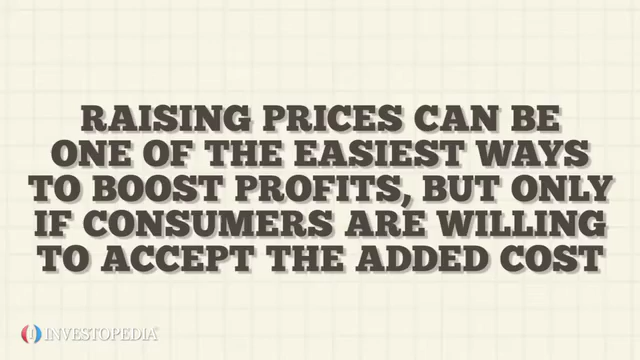 RAISING PRICES CAN BE
ONE OF THE EASIEST WAYS
TO BOOST PROFITS, BUT ONLY
IF CONSUMERS ARE WILLING
TO ACCEPT THE ADDED COST
INVESTOPEDIA